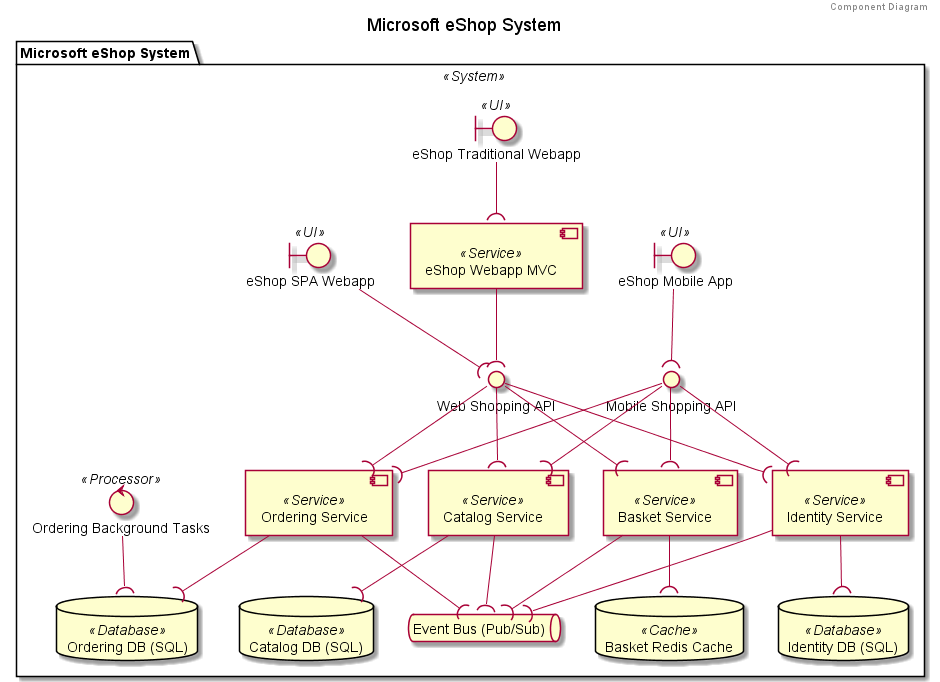 Component Diagram
Microsoft eShop System
Microsoft eShop System
«System»
«UI»
eShop Traditional Webapp
«UI»
eShop SPA Webapp
«Service»
eShop Webapp MVC
«UI»
eShop Mobile App
Web Shopping API
Mobile Shopping API
«Processor»
Ordering Background Tasks
«Service»
Ordering Service
«Service»
Catalog Service
«Service»
Basket Service
«Service»
Identity Service
«Database»
Ordering DB (SQL)
«Database»
Catalog DB (SQL)
Event Bus (Pub/Sub)
«Cache»
Basket Redis Cache
«Database»
Identity DB (SQL)